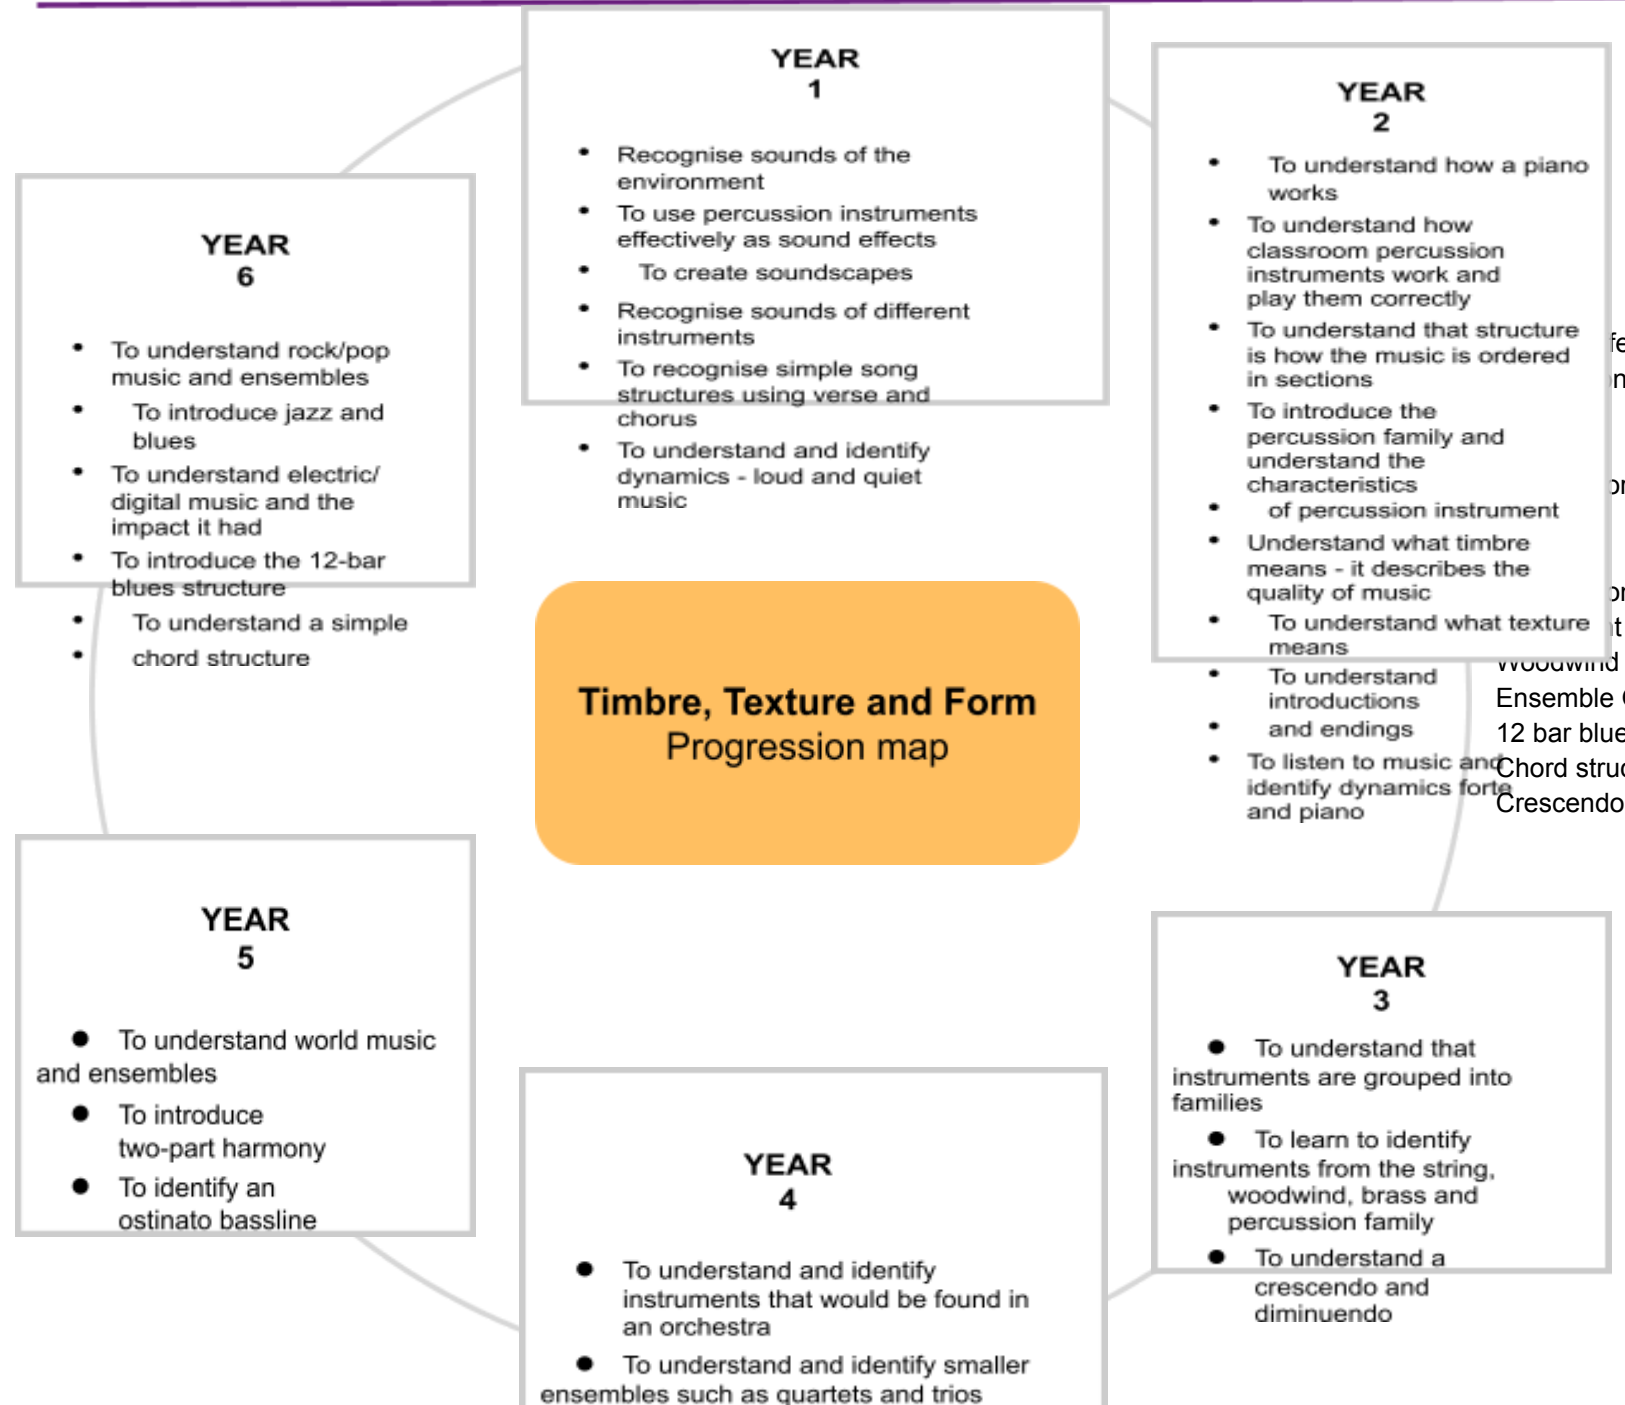 YEAR
1
• Recognise sounds of the
environment
• To use percussion instruments
effectively as sound effects
• To create soundscapes
• Recognise sounds of different
instruments
• To recognise simple song
structures using verse and
chorus
• To understand and identify
dynamics - loud and quiet
music
YEAR
2
• To understand how a piano
works
• To understand how
classroom percussion
instruments work and
play them correctly
• To understand that structure
is how the music is ordered
in sections
• To introduce the
percussion family and
understand the
characteristics
• of percussion instrument
• Understand what timbre
means - it describes the
quality of music
• To understand what texture
means
• To understand
introductions
• and endings
• To listen to music and
identify dynamics forte
and piano
Woodwind
Ensemble
12 bar blue
Chord struc
Crescendo
YEAR
3
● To understand that
instruments are grouped into
families
● To learn to identify
instruments from the string,
woodwind, brass and
percussion family
● To understand a
crescendo and
diminuendo
YEAR
4
● To understand and identify
instruments that would be found in
an orchestra
● To understand and identify smaller
ensembles such as quartets and trios
YEAR
5
● To understand world music
and ensembles
● To introduce
two-part harmony
● To identify an
ostinato bassline
YEAR
6
• To understand rock/pop
music and ensembles
• To introduce jazz and
blues
• To understand electric/
digital music and the
impact it had
• To introduce the 12-bar
blues structure
• To understand a simple
• chord structure
Timbre, Texture and Form
Progression map